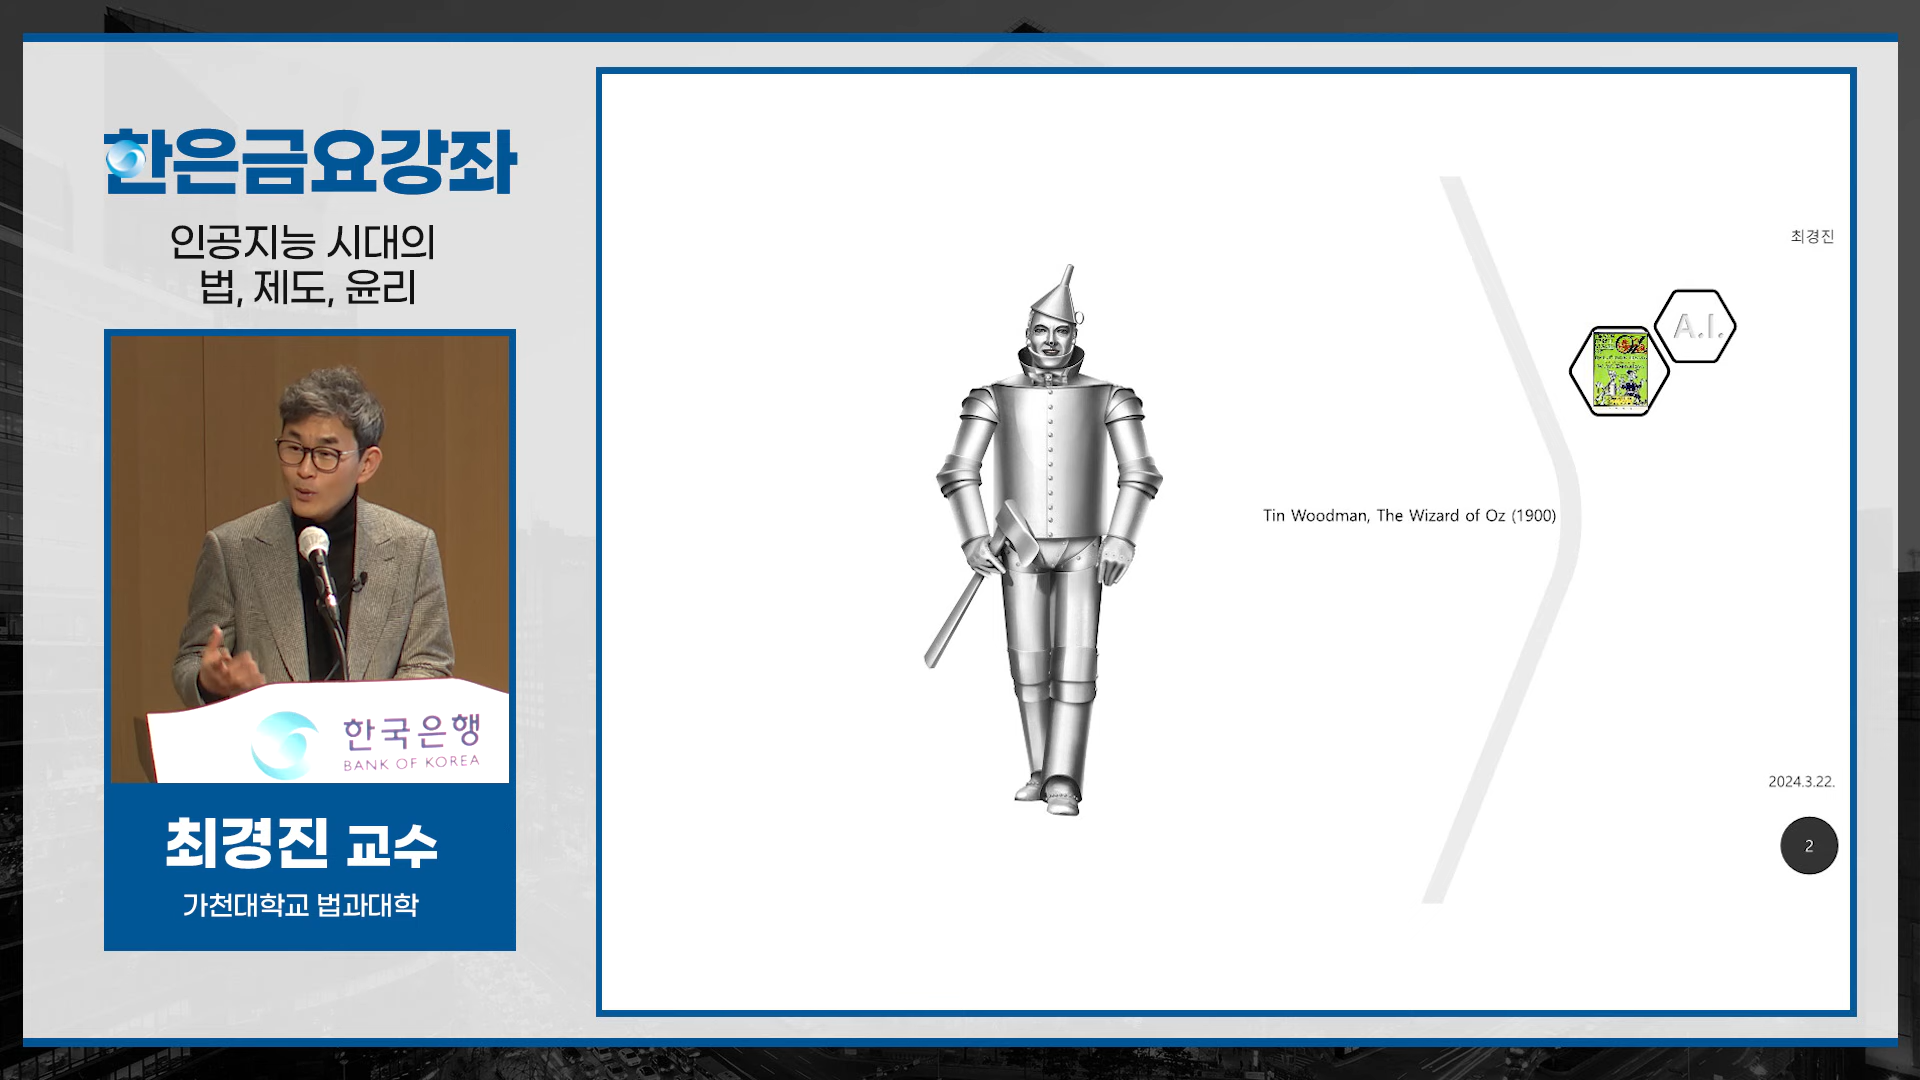 한은금요강좌
인공지능 시대의
법, 제도, 윤리
한국은행
BANK OF KOREA
최경진 교수
가천대학교 법과대학
최경진
A.I.
Tin Woodman, The Wizard of Oz (1900)
2024.3.22.
2